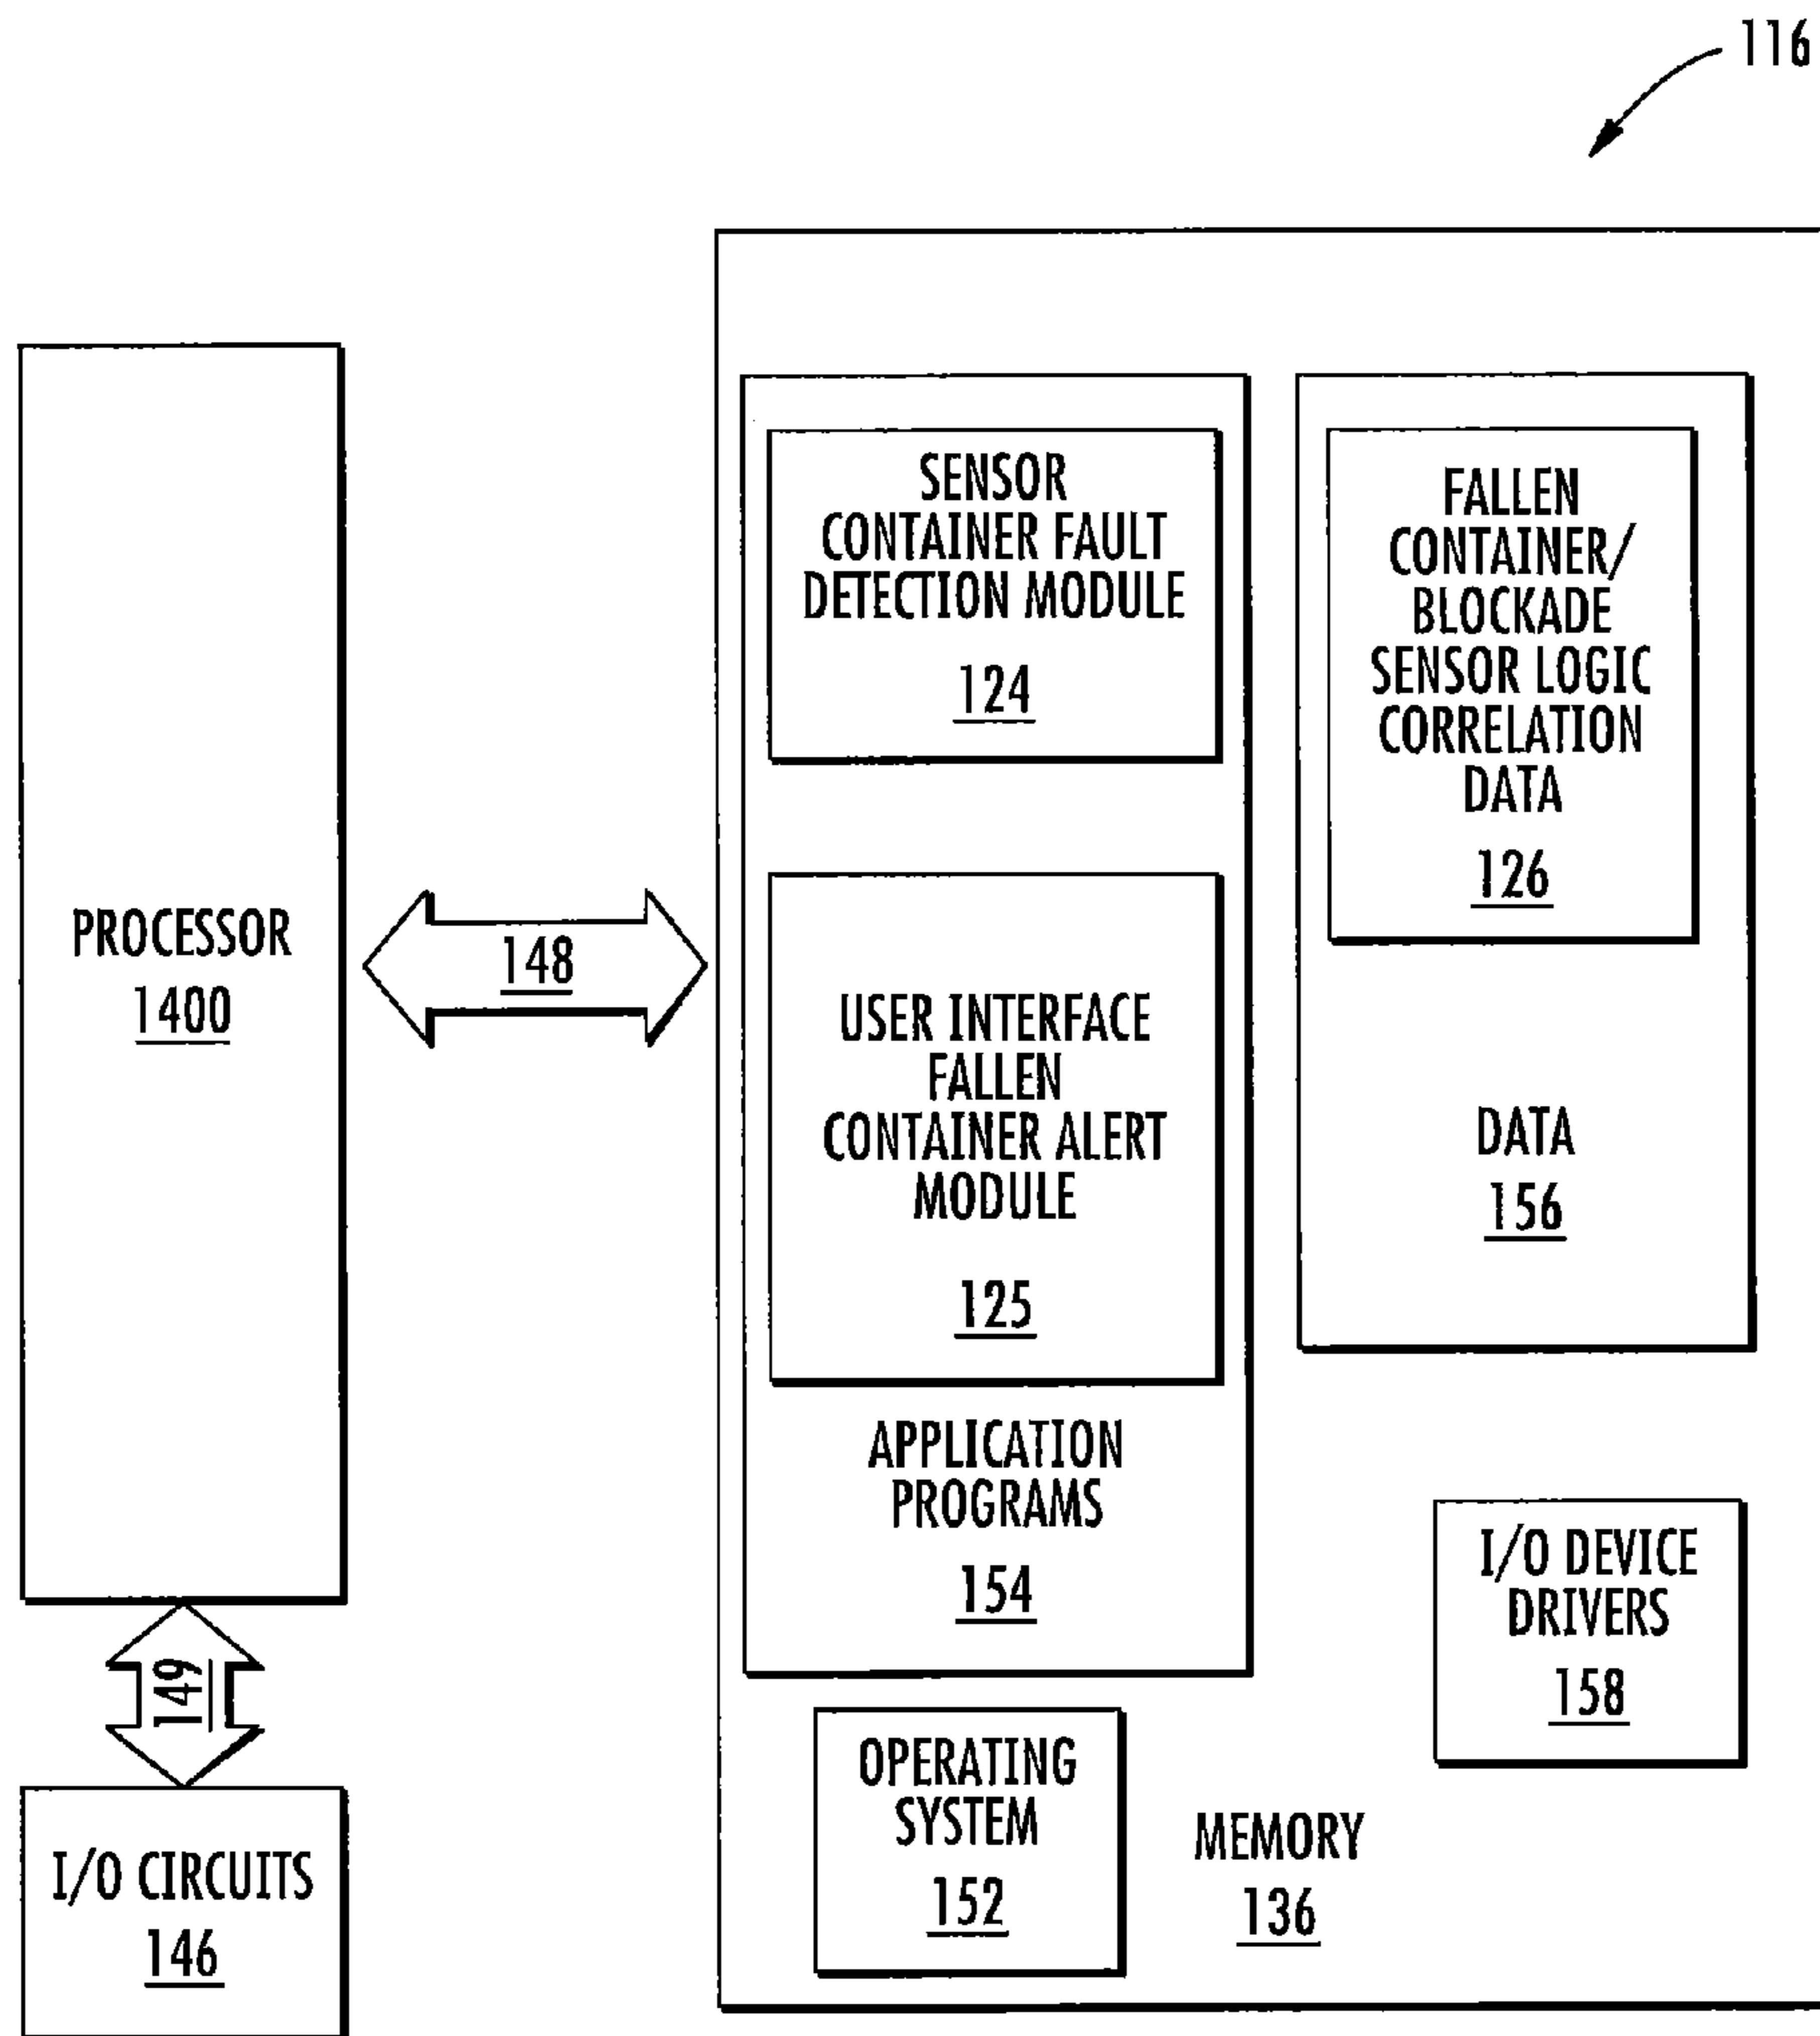 116
PROCESSOR
1400
148
149
I/O CIRCUITS
146
SENSOR
CONTAINER FAULT
DETECTION MODULE
124
USER INTERFACE
FALLEN
CONTAINER ALERT
MODULE
125
APPLICATION
PROGRAMS
154
FALLEN
CONTAINER/
BLOCKADE
SENSOR LOGIC
CORRELATION
DATA
126
DATA
156
I/O DEVICE
DRIVERS
158
OPERATING
SYSTEM
152
MEMORY
136